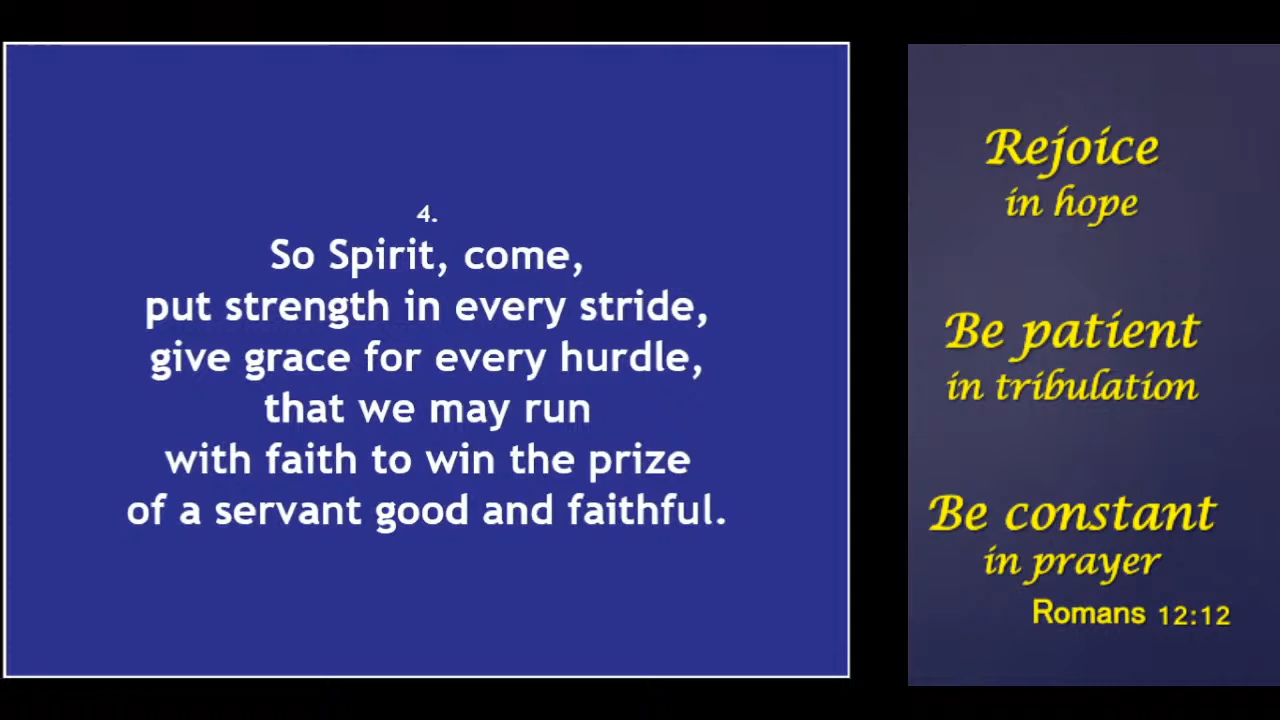 4.
So Spirit, come,
put strength in every stride,
give grace for every hurdle,
that we may run
with faith to win the prize
of a servant good and faithful.
Rejoice
in hope
Be patient
in tribulation
Be constant
in prayer
Romans 12:12